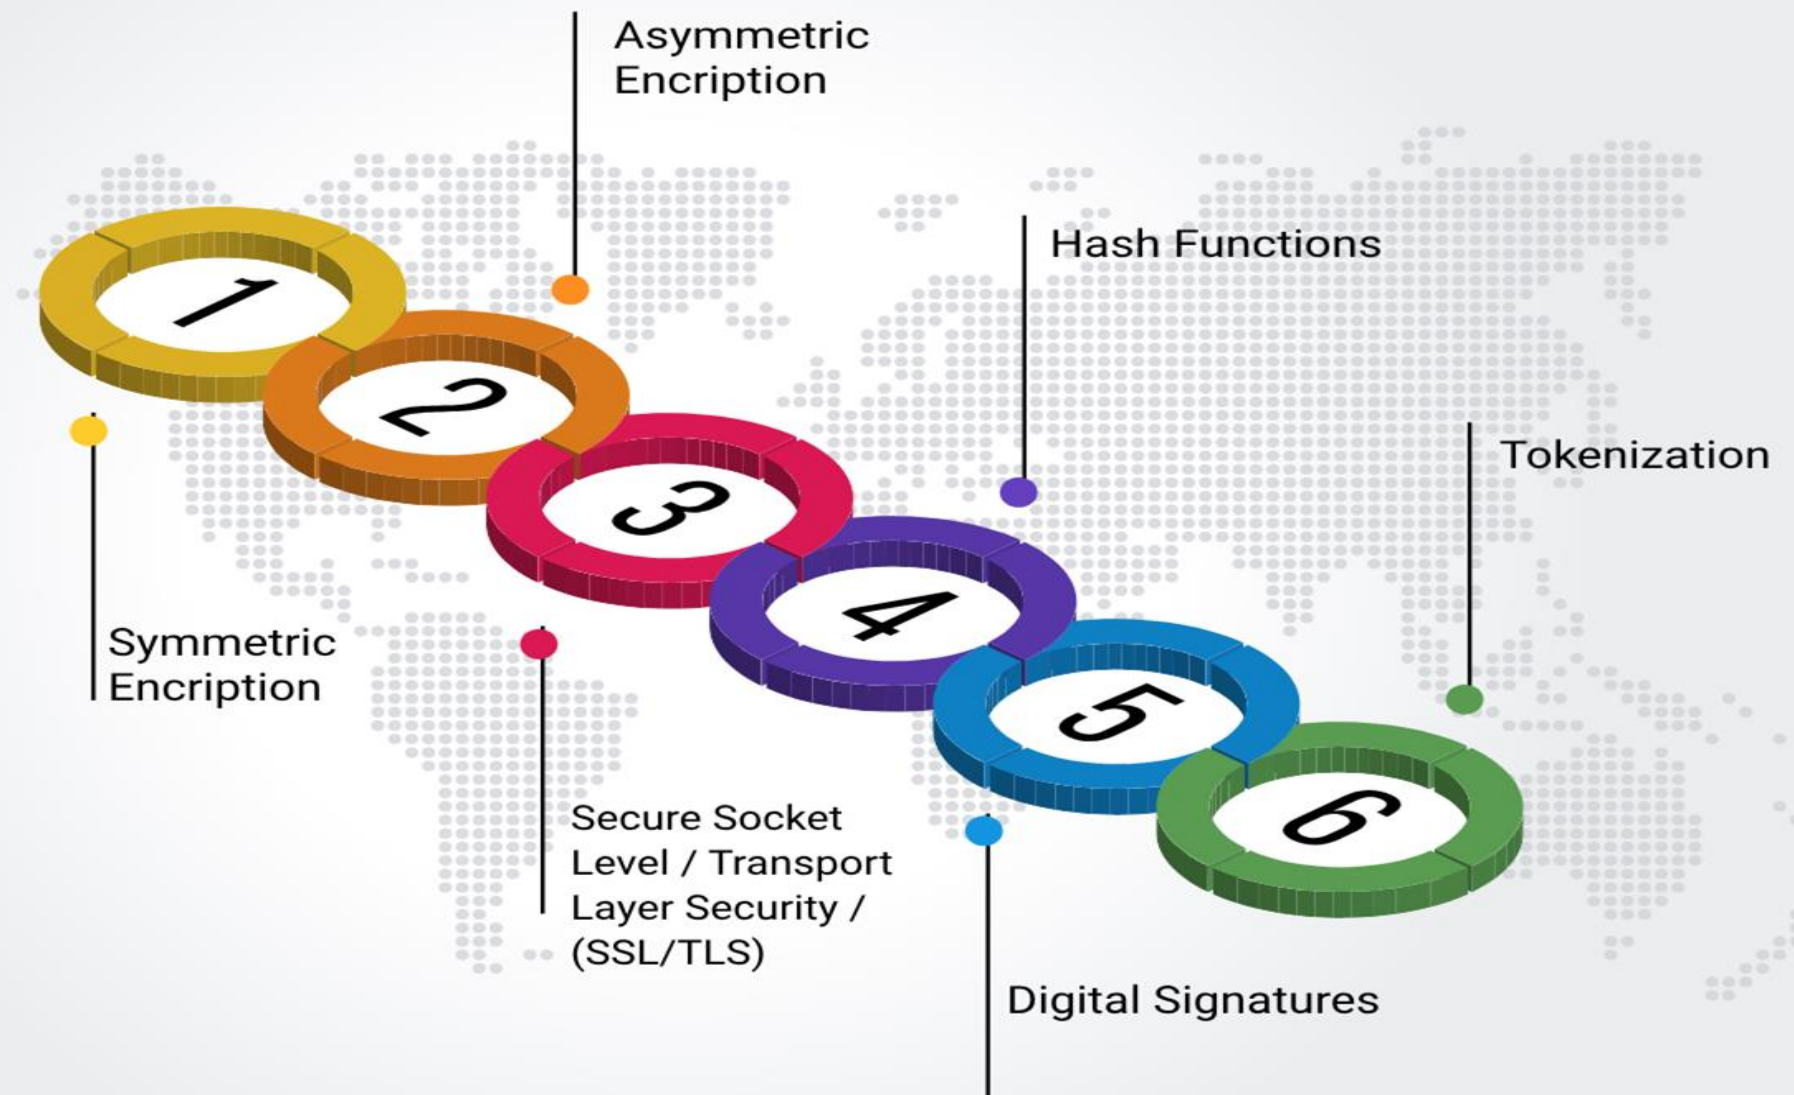 1
Symmetric
Encription
2
Asymmetric
Encription
3
Secure Socket
Level / Transport
Layer Security /
(SSL/TLS)
4
Hash Functions
5
Digital Signatures
6
Tokenization